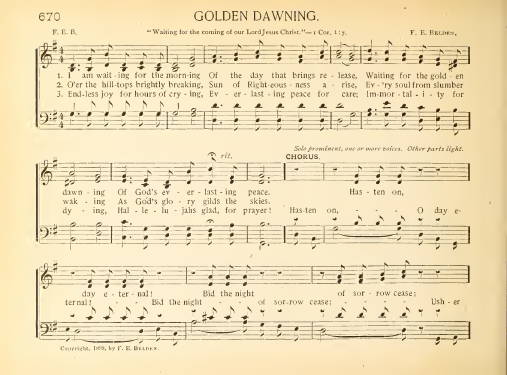 670 GOLDEN DAWNING.
F. E. B. "Waiting for the coming of our Lord Jesus Christ."—1 Cor. 1:7. F. E. BELDEN.
1. I am wait-ing for the morn-ing Of the day that brings re-lease, Waiting for the gold-en
2. O'er the hill-tops brightly breaking, Sun of Right-eous-ness a-rise, Ev-'ry soul from slumber
3. End-less joy for hours of cry-ing, Ev-er-last-ing peace for care; Im-mor-tal-i-ty for
Solo prominent, one or more voices. Other parts light.
rit. CHORUS.
dawn-ing Of God's ev-er-last-ing peace. Has-ten on,
wak-ing As God's glo-ry gilds the skies.
dy-ing, Hal-le-lu-jahs glad, for prayer! Has-ten on, O day e-
day e-ter-nal! Bid the night of sor-row cease;
ternal! Bid the night - - - of sor-row cease; Ush-er
Copyright, 1890, by F. E. BELDEN.